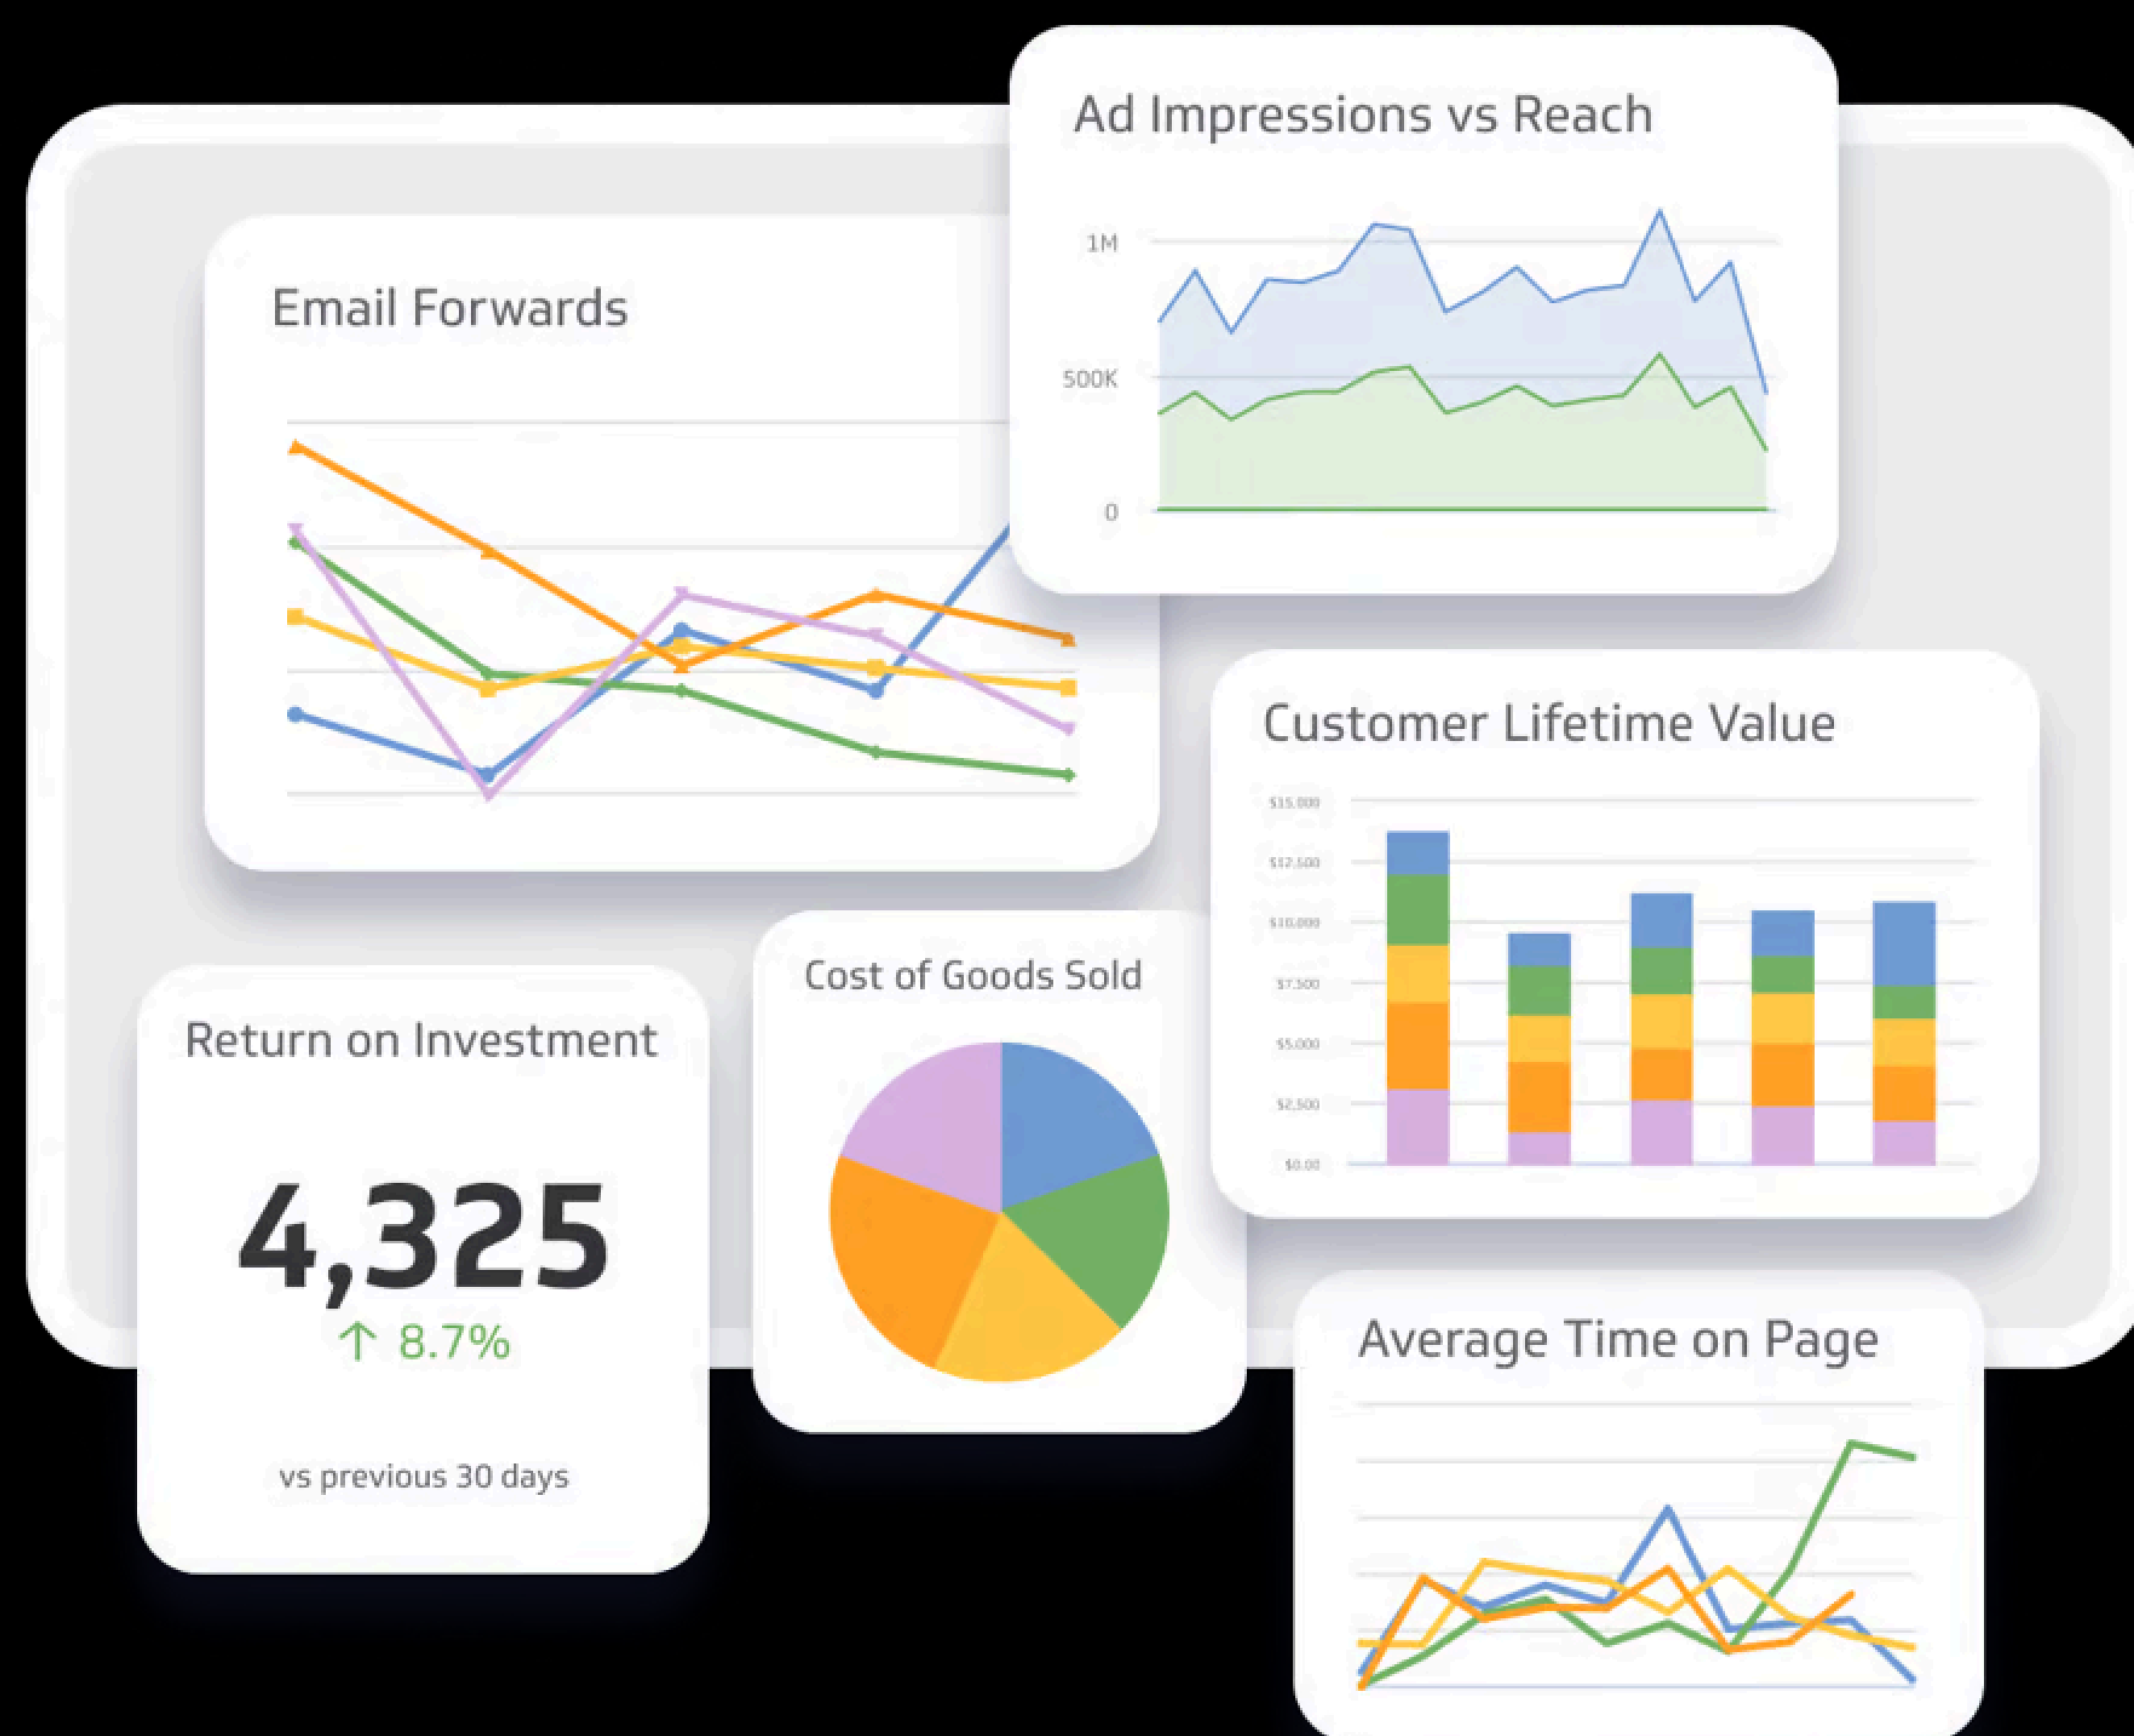 Ad Impressions vs Reach
1M
500K
0
Email Forwards
Customer Lifetime Value
$15,000
$12,500
$10,000
$7,500
$5,000
$2,500
$0.00
Cost of Goods Sold
Return on Investment
4,325
↑ 8.7%
vs previous 30 days
Average Time on Page